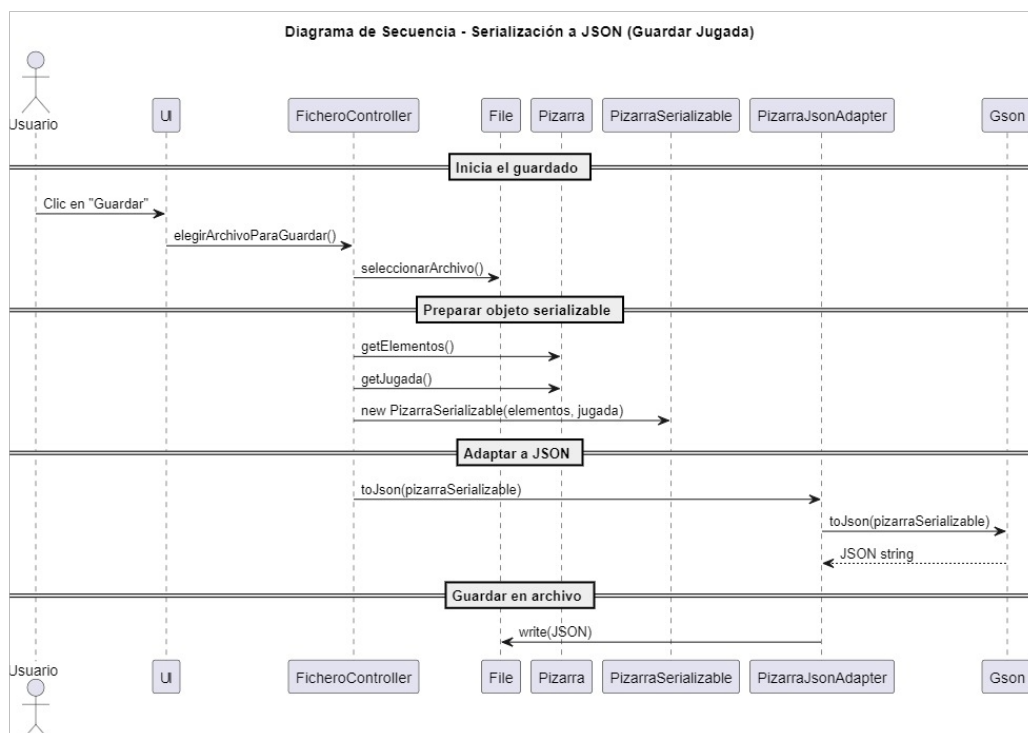 Diagrama de Secuencia - Serialización a JSON (Guardar Jugada)
Usuario
UI
FicheroController
File
Pizarra
PizarraSerializable
PizarraJsonAdapter
Gson
Inicia el guardado
Clic en "Guardar"
elegirArchivoParaGuardar()
seleccionarArchivo()
Preparar objeto serializable
getElementos()
getJugada()
new PizarraSerializable(elementos, jugada)
Adaptar a JSON
toJson(pizarraSerializable)
toJson(pizarraSerializable)
JSON string
Guardar en archivo
write(JSON)
Usuario
UI
FicheroController
File
Pizarra
PizarraSerializable
PizarraJsonAdapter
Gson